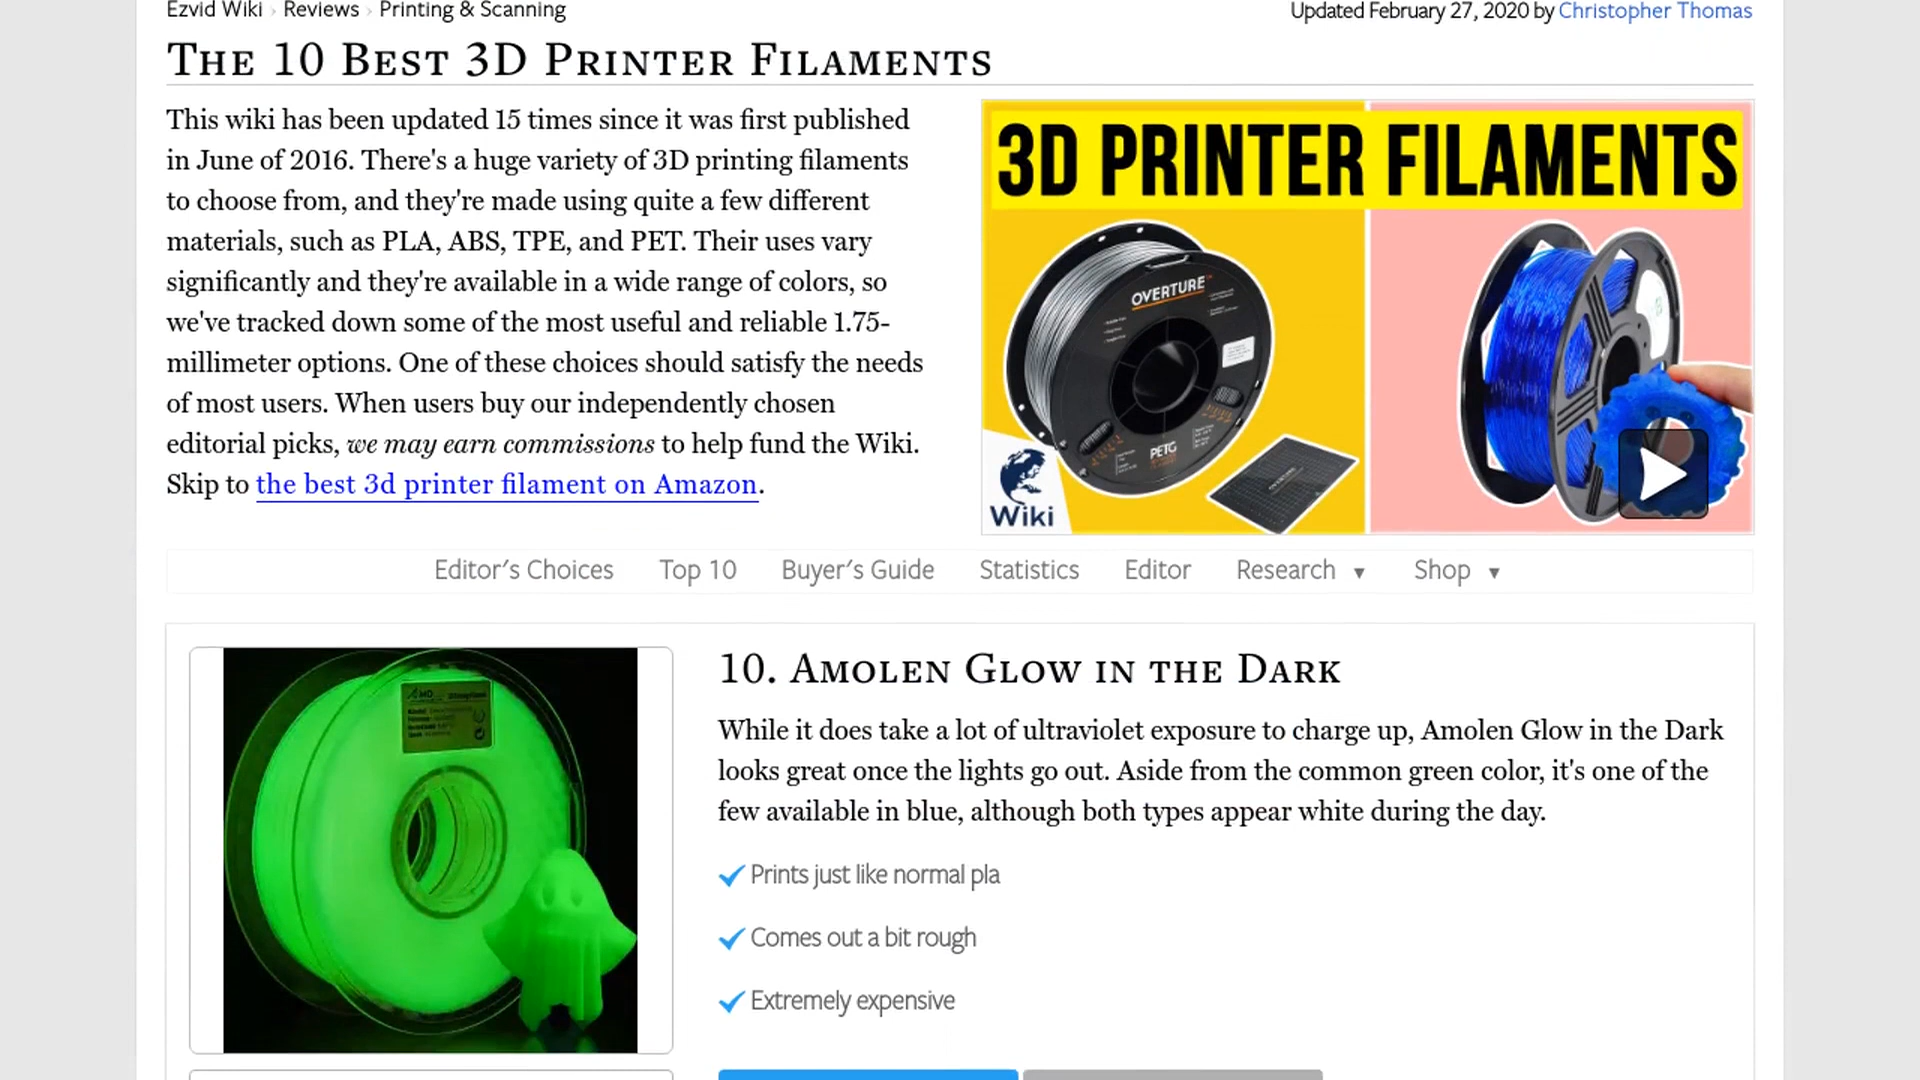 Ezvid Wiki › Reviews › Printing & Scanning
Updated February 27, 2020 by Christopher Thomas
The 10 Best 3D Printer Filaments
This wiki has been updated 15 times since it was first published
in June of 2016. There's a huge variety of 3D printing filaments
to choose from, and they're made using quite a few different
materials, such as PLA, ABS, TPE, and PET. Their uses vary
significantly and they're available in a wide range of colors, so
we've tracked down some of the most useful and reliable 1.75-
millimeter options. One of these choices should satisfy the needs
of most users. When users buy our independently chosen
editorial picks, we may earn commissions to help fund the Wiki.
Skip to the best 3d printer filament on Amazon.
3D PRINTER FILAMENTS
OVERTURE
PETG
Wiki
Editor's Choices
Top 10
Buyer's Guide
Statistics
Editor
Research ▼
Shop ▼
10. Amolen Glow in the Dark
While it does take a lot of ultraviolet exposure to charge up, Amolen Glow in the Dark
looks great once the lights go out. Aside from the common green color, it's one of the
few available in blue, although both types appear white during the day.
Prints just like normal pla
Comes out a bit rough
Extremely expensive